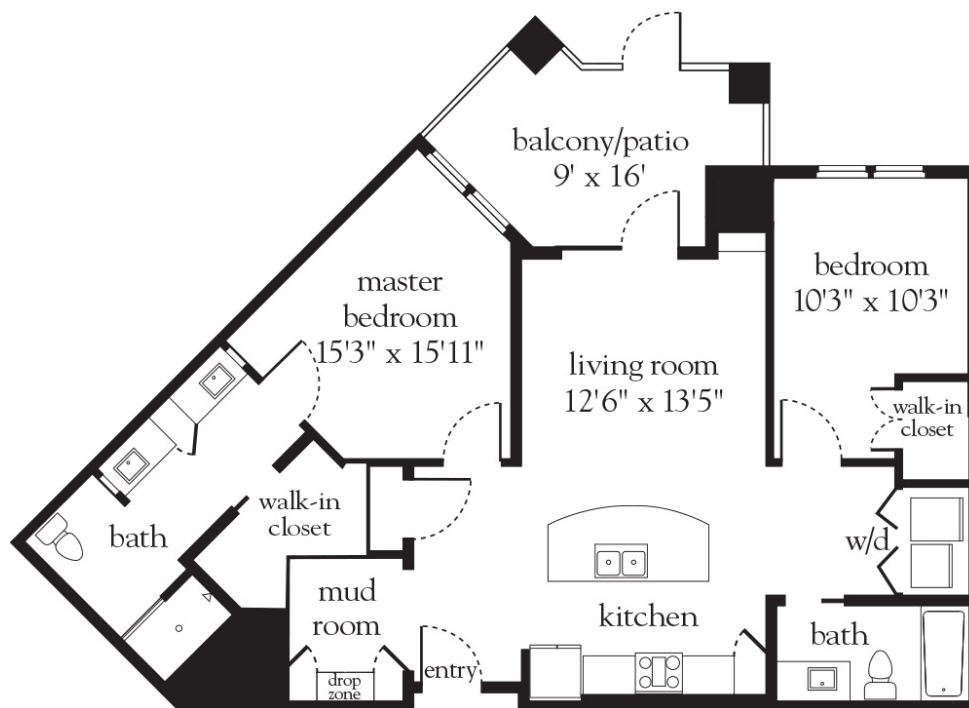 balcony/patio
9' x 16'
master
bedroom
15'3" x 15'11"
bedroom
10'3" x 10'3"
living room
12'6" x 13'5"
walk-in
closet
walk-in
closet
bath
w/d
mud
room
kitchen
bath
entry
drop
zone